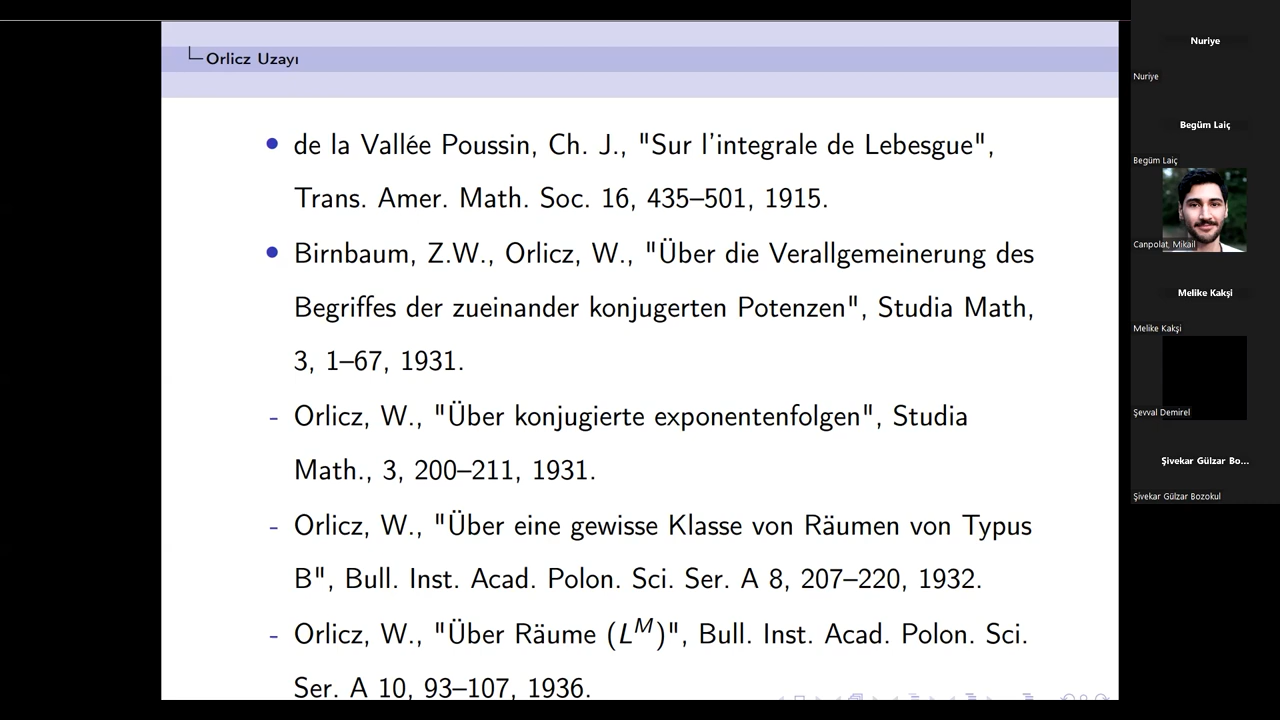 Orlicz Uzayı
• de la Vallée Poussin, Ch. J., "Sur l'integrale de Lebesgue",
Trans. Amer. Math. Soc. 16, 435–501, 1915.
• Birnbaum, Z.W., Orlicz, W., "Über die Verallgemeinerung des
Begriffes der zueinander konjugerten Potenzen", Studia Math,
3, 1–67, 1931.
- Orlicz, W., "Über konjugierte exponentenfolgen", Studia
Math., 3, 200–211, 1931.
- Orlicz, W., "Über eine gewisse Klasse von Räumen von Typus
B", Bull. Inst. Acad. Polon. Sci. Ser. A 8, 207–220, 1932.
- Orlicz, W., "Über Räume (L^M)", Bull. Inst. Acad. Polon. Sci.
Ser. A 10, 93–107, 1936.
Nuriye
Nuriye
Begüm Laiç
Begüm Laiç
Canpolat, Mikail
Melike Kakşi
Melike Kakşi
Şevval Demirel
Şivekar Gülzar Bo...
Şivekar Gülzar Bozokul